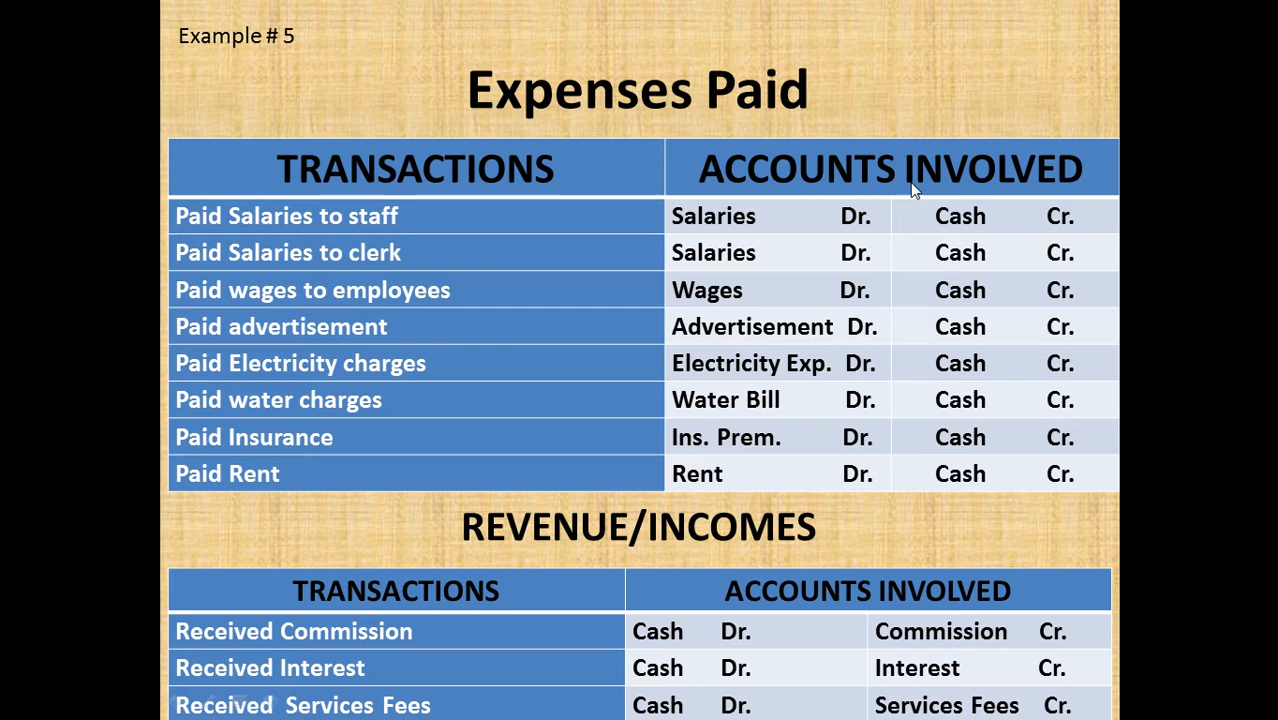 Example # 5
Expenses Paid
TRANSACTIONS ACCOUNTS INVOLVED
Paid Salaries to staff Salaries Dr. Cash Cr.
Paid Salaries to clerk Salaries Dr. Cash Cr.
Paid wages to employees Wages Dr. Cash Cr.
Paid advertisement Advertisement Dr. Cash Cr.
Paid Electricity charges Electricity Exp. Dr. Cash Cr.
Paid water charges Water Bill Dr. Cash Cr.
Paid Insurance Ins. Prem. Dr. Cash Cr.
Paid Rent Rent Dr. Cash Cr.
REVENUE/INCOMES
TRANSACTIONS ACCOUNTS INVOLVED
Received Commission Cash Dr. Commission Cr.
Received Interest Cash Dr. Interest Cr.
Received Services Fees Cash Dr. Services Fees Cr.